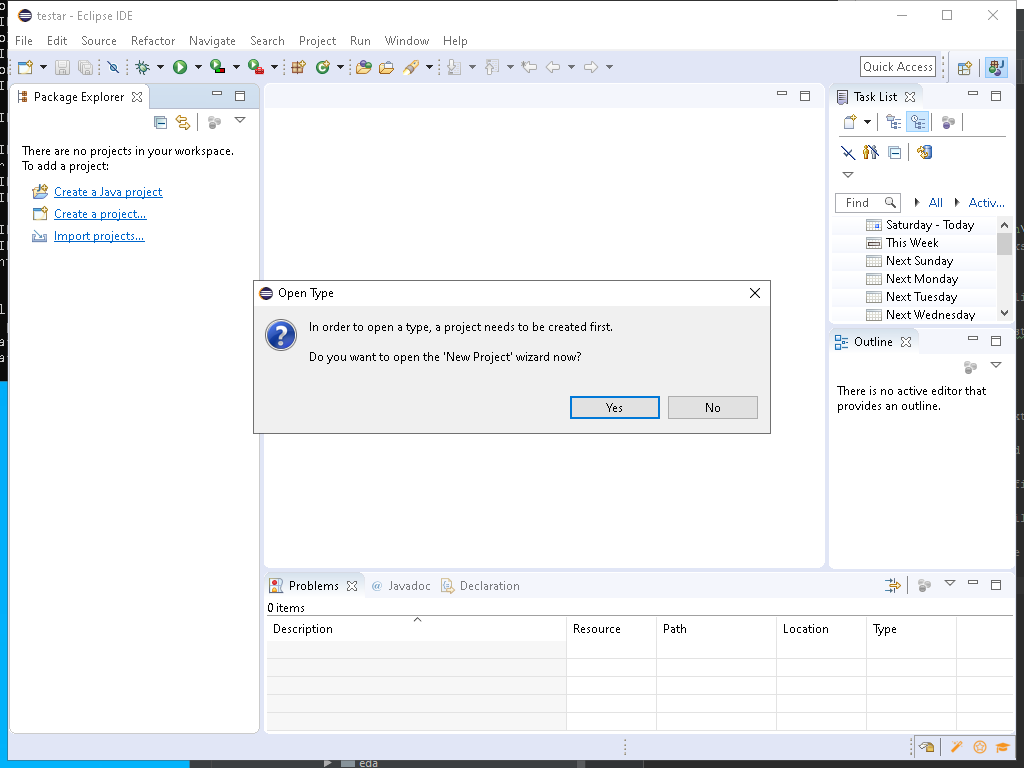 testar - Eclipse IDE
File Edit Source Refactor Navigate Search Project Run Window Help
Quick Access
Package Explorer
There are no projects in your workspace.
To add a project:
Create a Java project
Create a project...
Import projects...
Task List
Find
All
Activ...
Saturday - Today
This Week
Next Sunday
Next Monday
Next Tuesday
Next Wednesday
Open Type
In order to open a type, a project needs to be created first.
Do you want to open the 'New Project' wizard now?
Yes No
Outline
There is no active editor that
provides an outline.
Problems @ Javadoc Declaration
0 items
Description Resource Path Location Type
eda